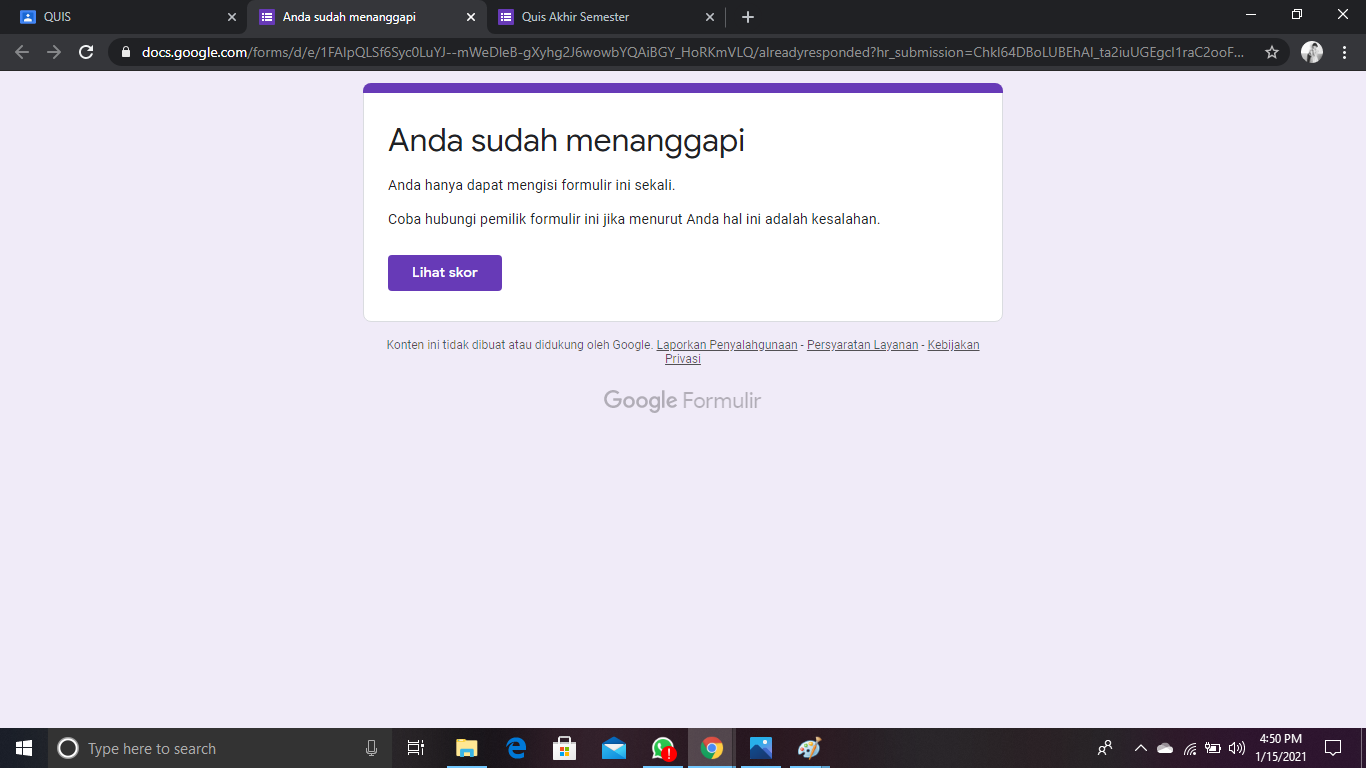 QUIS
Anda sudah menanggapi
Quis Akhir Semester
docs.google.com/forms/d/e/1FAIpQLSf6Syc0LuYJ--mWeDleB-gXyhg2J6wowbYQAiBGY_HoRKmVLQ/alreadyresponded?hr_submission=ChkI64DBoLUBEhAI_ta2iuUGEgcI1raC2ooF...
Anda sudah menanggapi
Anda hanya dapat mengisi formulir ini sekali.
Coba hubungi pemilik formulir ini jika menurut Anda hal ini adalah kesalahan.
Lihat skor
Konten ini tidak dibuat atau didukung oleh Google. Laporkan Penyalahgunaan - Persyaratan Layanan - Kebijakan
Privasi
Google Formulir
Type here to search
4:50 PM
1/15/2021